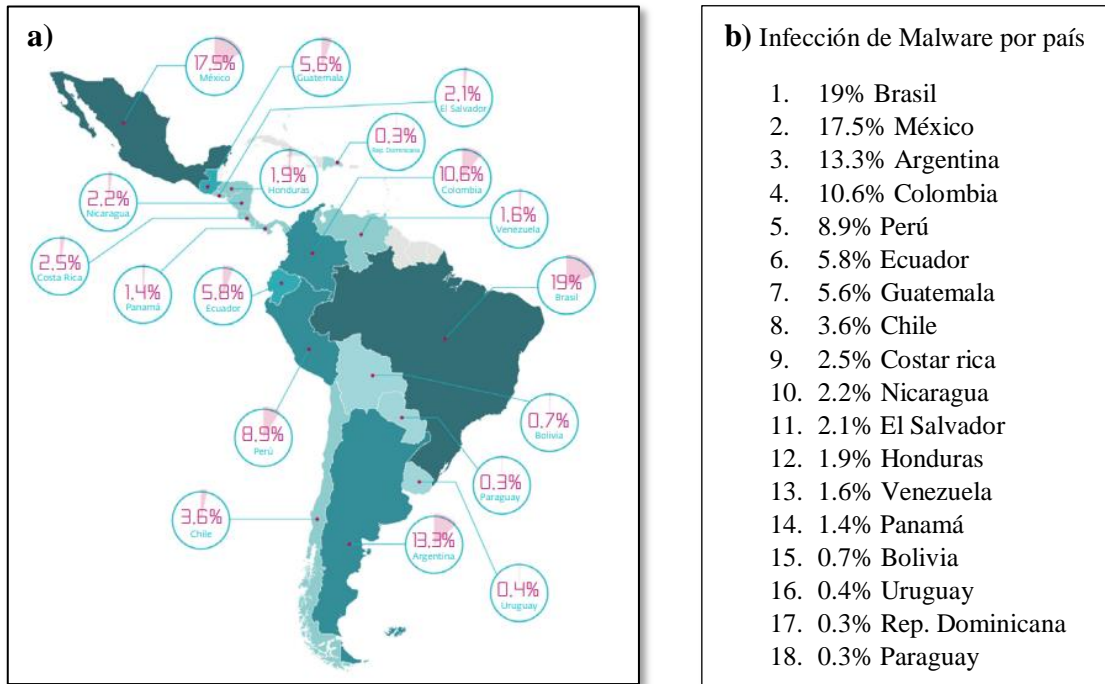 a)
17.5%
México
5.6%
Guatemala
2.1%
El Salvador
0.3%
Rep. Dominicana
1.9%
Honduras
10.6%
Colombia
2.2%
Nicaragua
1.6%
Venezuela
2.5%
Costa Rica
1.4%
Panamá
5.8%
Ecuador
19%
Brasil
8.9%
Perú
0.7%
Bolivia
0.3%
Paraguay
3.6%
Chile
13.3%
Argentina
0.4%
Uruguay
b) Infección de Malware por país
1. 19% Brasil
2. 17.5% México
3. 13.3% Argentina
4. 10.6% Colombia
5. 8.9% Perú
6. 5.8% Ecuador
7. 5.6% Guatemala
8. 3.6% Chile
9. 2.5% Costar rica
10. 2.2% Nicaragua
11. 2.1% El Salvador
12. 1.9% Honduras
13. 1.6% Venezuela
14. 1.4% Panamá
15. 0.7% Bolivia
16. 0.4% Uruguay
17. 0.3% Rep. Dominicana
18. 0.3% Paraguay